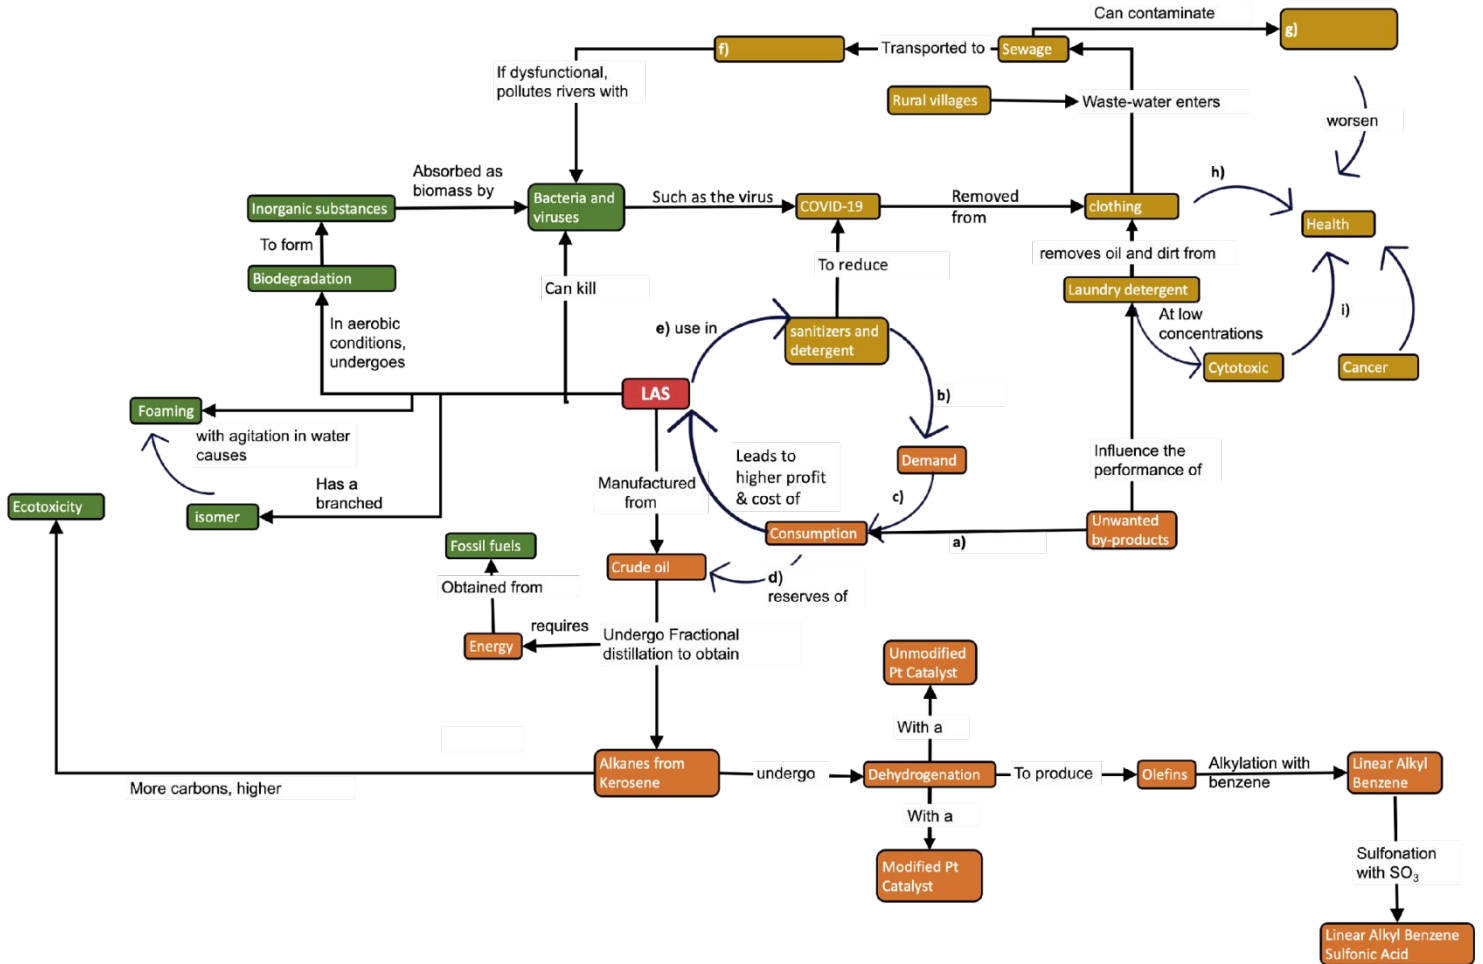 Can contaminate
f)
Transported to
Sewage
g)
If dysfunctional,
pollutes rivers with
Rural villages
Waste-water enters
worsen
Absorbed as
biomass by
h)
Inorganic substances
Bacteria and
viruses
Such as the virus
COVID-19
Removed
from
clothing
Health
To form
removes oil and dirt from
Biodegradation
Can kill
To reduce
Laundry detergent
In aerobic
conditions,
undergoes
e) use in
sanitizers and
detergent
At low
concentrations
i)
Cytotoxic
Cancer
LAS
b)
Foaming
with agitation in water
causes
Leads to
higher profit
& cost of
Demand
Influence the
performance of
Has a
branched
Manufactured
from
c)
Ecotoxicity
isomer
Consumption
a)
Unwanted
by-products
Fossil fuels
Crude oil
d)
reserves of
Obtained from
requires
Energy
Undergo Fractional
distillation to obtain
Unmodified
Pt Catalyst
With a
Alkanes from
Kerosene
undergo
Dehydrogenation
To produce
Olefins
Alkylation with
benzene
Linear Alkyl
Benzene
More carbons, higher
With a
Modified Pt
Catalyst
Sulfonation
with SO₃
Linear Alkyl Benzene
Sulfonic Acid